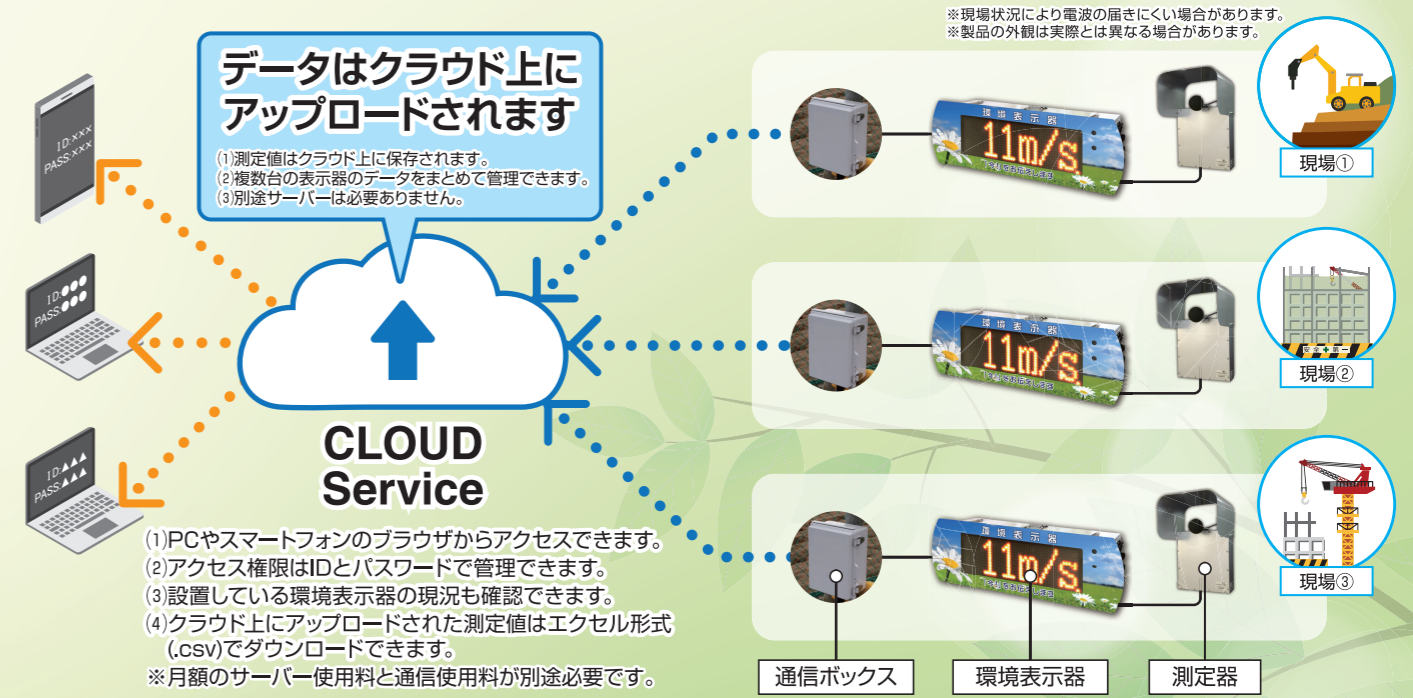 ※現場状況により電波の届きにくい場合があります。
※製品の外観は実際とは異なる場合があります。
データはクラウド上に
アップロードされます
⑴測定値はクラウド上に保存されます。
⑵複数台の表示器のデータをまとめて管理できます。
⑶別途サーバーは必要ありません。
ID:xxx
PASS:xxx
ID:●●●
PASS:●●●
ID:▲▲▲
PASS:▲▲▲
CLOUD
Service
⑴PCやスマートフォンのブラウザからアクセスできます。
⑵アクセス権限はIDとパスワードで管理できます。
⑶設置している環境表示器の現況も確認できます。
⑷クラウド上にアップロードされた測定値はエクセル形式
(.csv)でダウンロードできます。
※月額のサーバー使用料と通信使用料が別途必要です。
環境表示器
11m/s
現場①
環境表示器
11m/s
安全✚第一
現場②
環境表示器
11m/s
現場③
通信ボックス
環境表示器
測定器